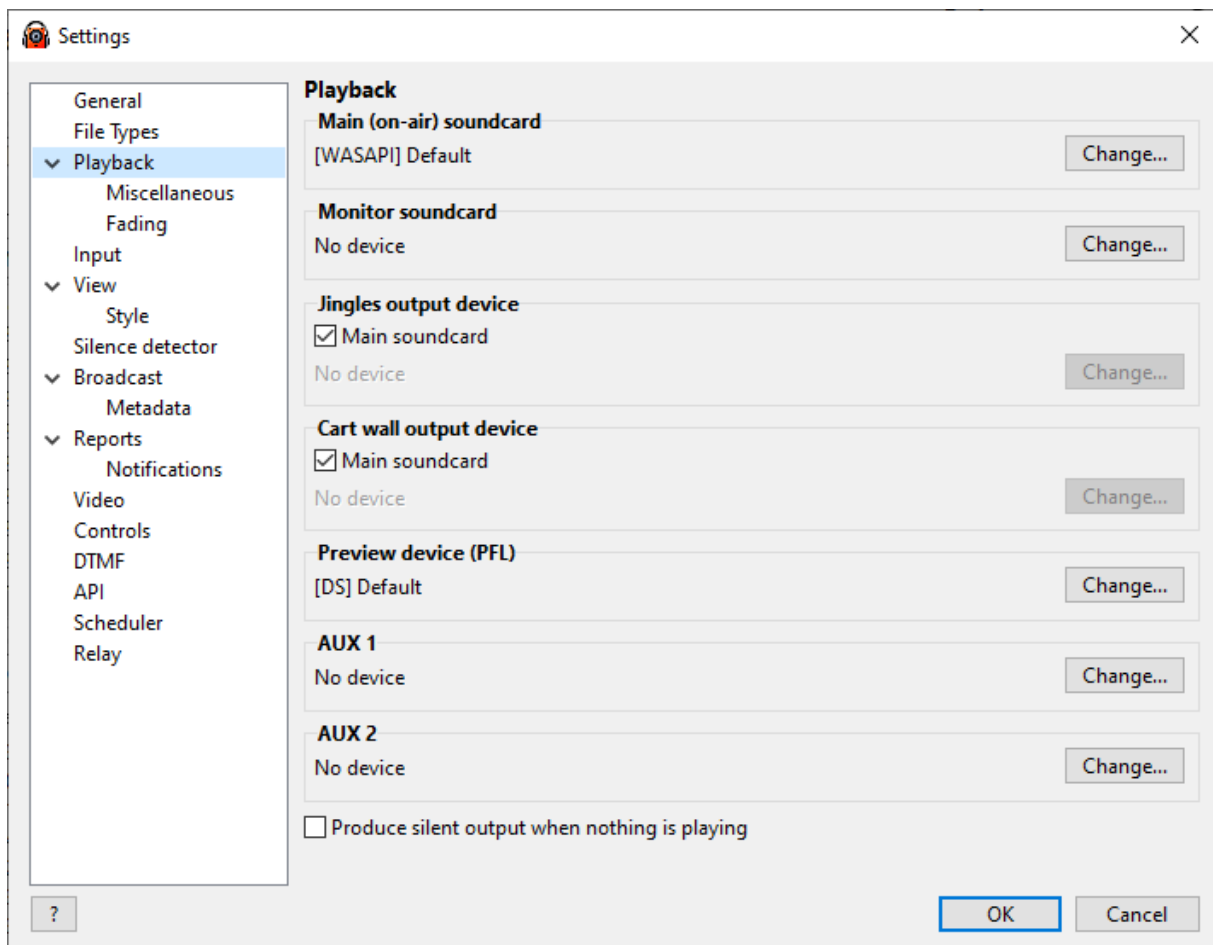 Settings
General
File Types
Playback
Miscellaneous
Fading
Input
View
Style
Silence detector
Broadcast
Metadata
Reports
Notifications
Video
Controls
DTMF
API
Scheduler
Relay
Playback
Main (on-air) soundcard
[WASAPI] Default
Change...
Monitor soundcard
No device
Change...
Jingles output device
Main soundcard
No device
Change...
Cart wall output device
Main soundcard
No device
Change...
Preview device (PFL)
[DS] Default
Change...
AUX 1
No device
Change...
AUX 2
No device
Change...
Produce silent output when nothing is playing
?
OK
Cancel